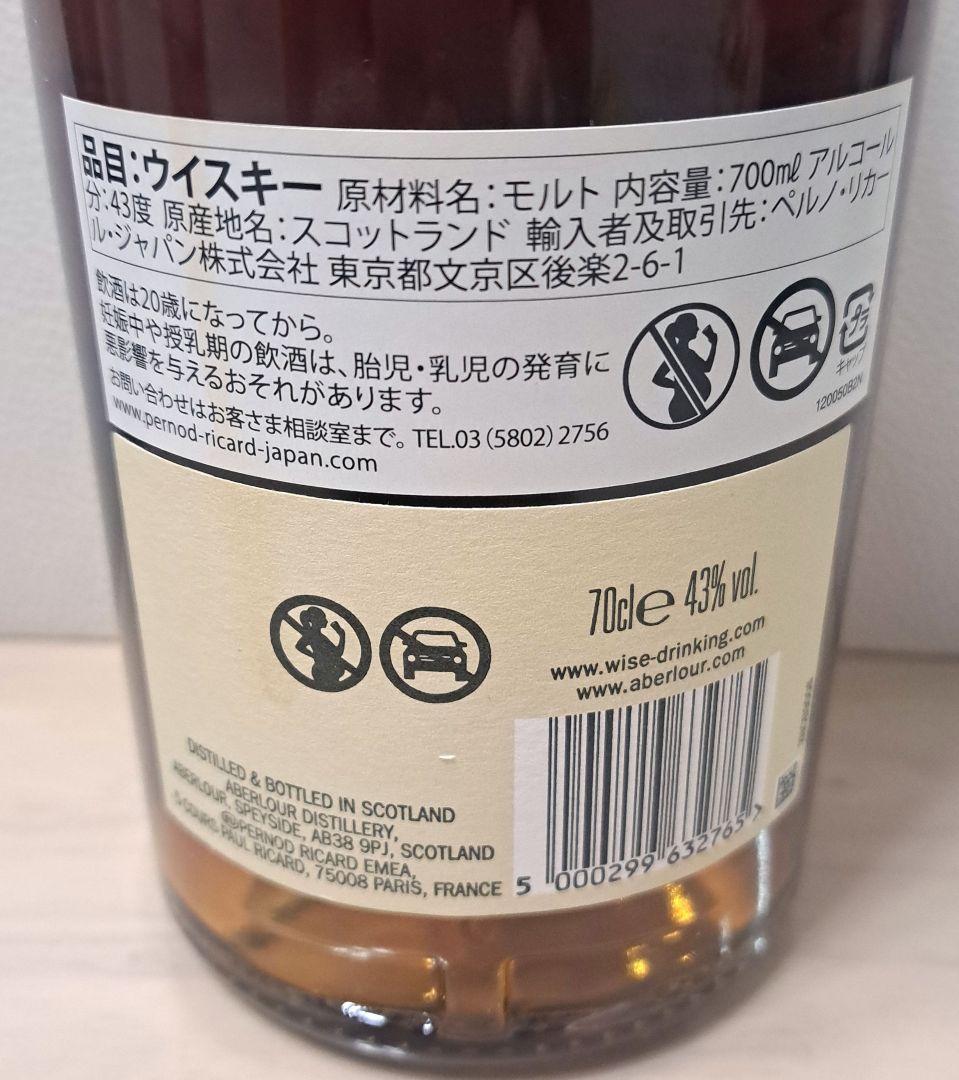 品目：ウイスキー 原材料名：モルト 内容量：700mℓ アルコール
分：43度 原産地名：スコットランド 輸入者及取引先：ペルノ・リカー
ル・ジャパン株式会社 東京都文京区後楽2-6-1
飲酒は20歳になってから。
妊娠中や授乳期の飲酒は、胎児・乳児の発育に
悪影響を与えるおそれがあります。
お問い合わせはお客さま相談室まで。TEL.03（5802）2756
www.pernod-ricard-japan.com
プラ
キャップ
120050B2N
70cl e 43% vol.
www.wise-drinking.com
www.aberlour.com
DISTILLED & BOTTLED IN SCOTLAND
ABERLOUR DISTILLERY,
ABERLOUR, SPEYSIDE, AB38 9PJ, SCOTLAND
PERNOD RICARD EMEA,
5 COURS PAUL RICARD, 75008 PARIS, FRANCE
5 000299 632765 >